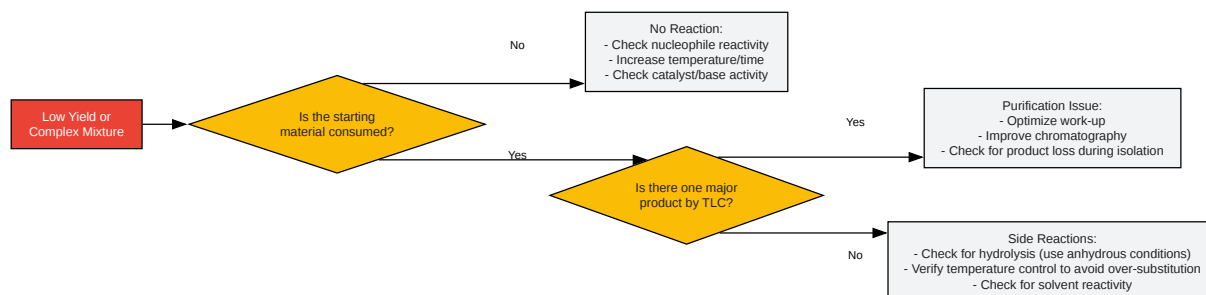 Low Yield or
Complex Mixture
Is the starting
material consumed?
No
No Reaction:
- Check nucleophile reactivity
- Increase temperature/time
- Check catalyst/base activity
Yes
Is there one major
product by TLC?
Yes
Purification Issue:
- Optimize work-up
- Improve chromatography
- Check for product loss during isolation
No
Side Reactions:
- Check for hydrolysis (use anhydrous conditions)
- Verify temperature control to avoid over-substitution
- Check for solvent reactivity